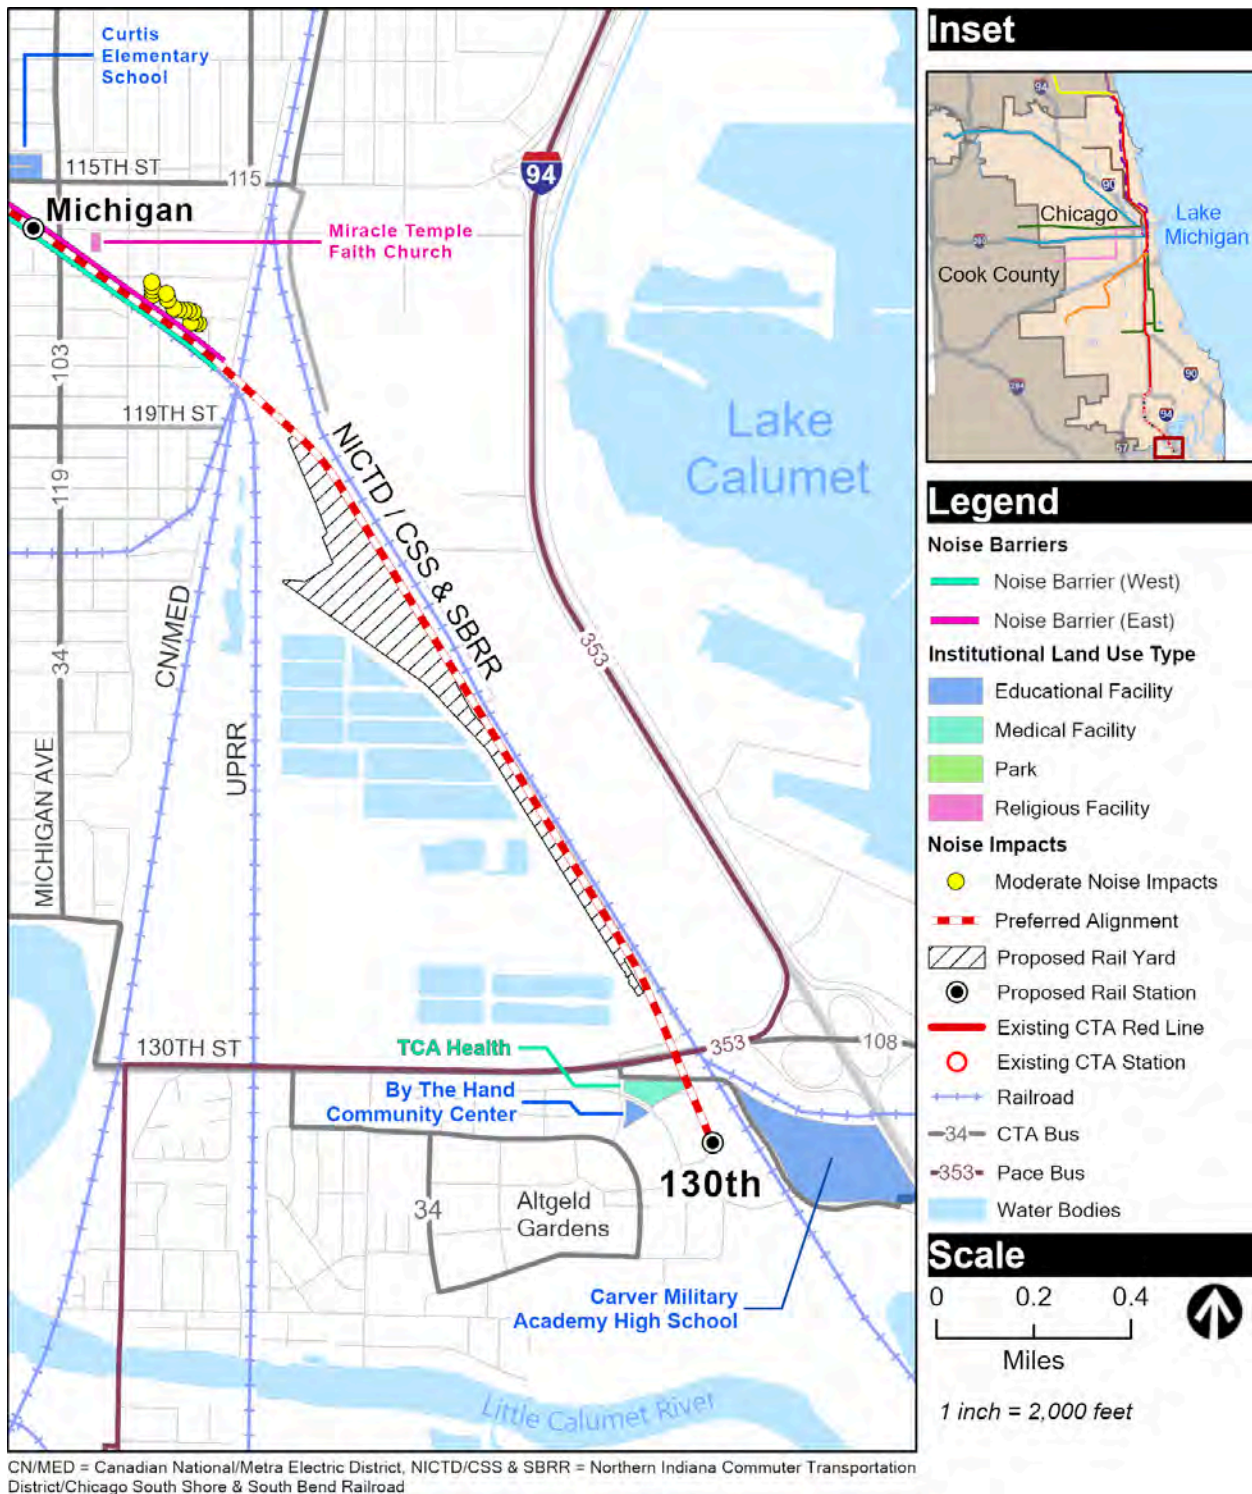 Curtis
Elementary
School
115TH ST
115
94
Michigan
Miracle Temple
Faith Church
103
119TH ST
119
34
MICHIGAN AVE
CN/MED
UPRR
NICTD / CSS & SBRR
Lake
Calumet
353
130TH ST
353
108
TCA Health
By The Hand
Community Center
130th
34
Altgeld
Gardens
Carver Military
Academy High School
Little Calumet River
Inset
94
90
Chicago
Lake
Michigan
Cook County
90
94
57
Legend
Noise Barriers
Noise Barrier (West)
Noise Barrier (East)
Institutional Land Use Type
Educational Facility
Medical Facility
Park
Religious Facility
Noise Impacts
Moderate Noise Impacts
Preferred Alignment
Proposed Rail Yard
Proposed Rail Station
Existing CTA Red Line
Existing CTA Station
Railroad
34 CTA Bus
353 Pace Bus
Water Bodies
Scale
0 0.2 0.4
Miles
1 inch = 2,000 feet
CN/MED = Canadian National/Metra Electric District, NICTD/CSS & SBRR = Northern Indiana Commuter Transportation
District/Chicago South Shore & South Bend Railroad